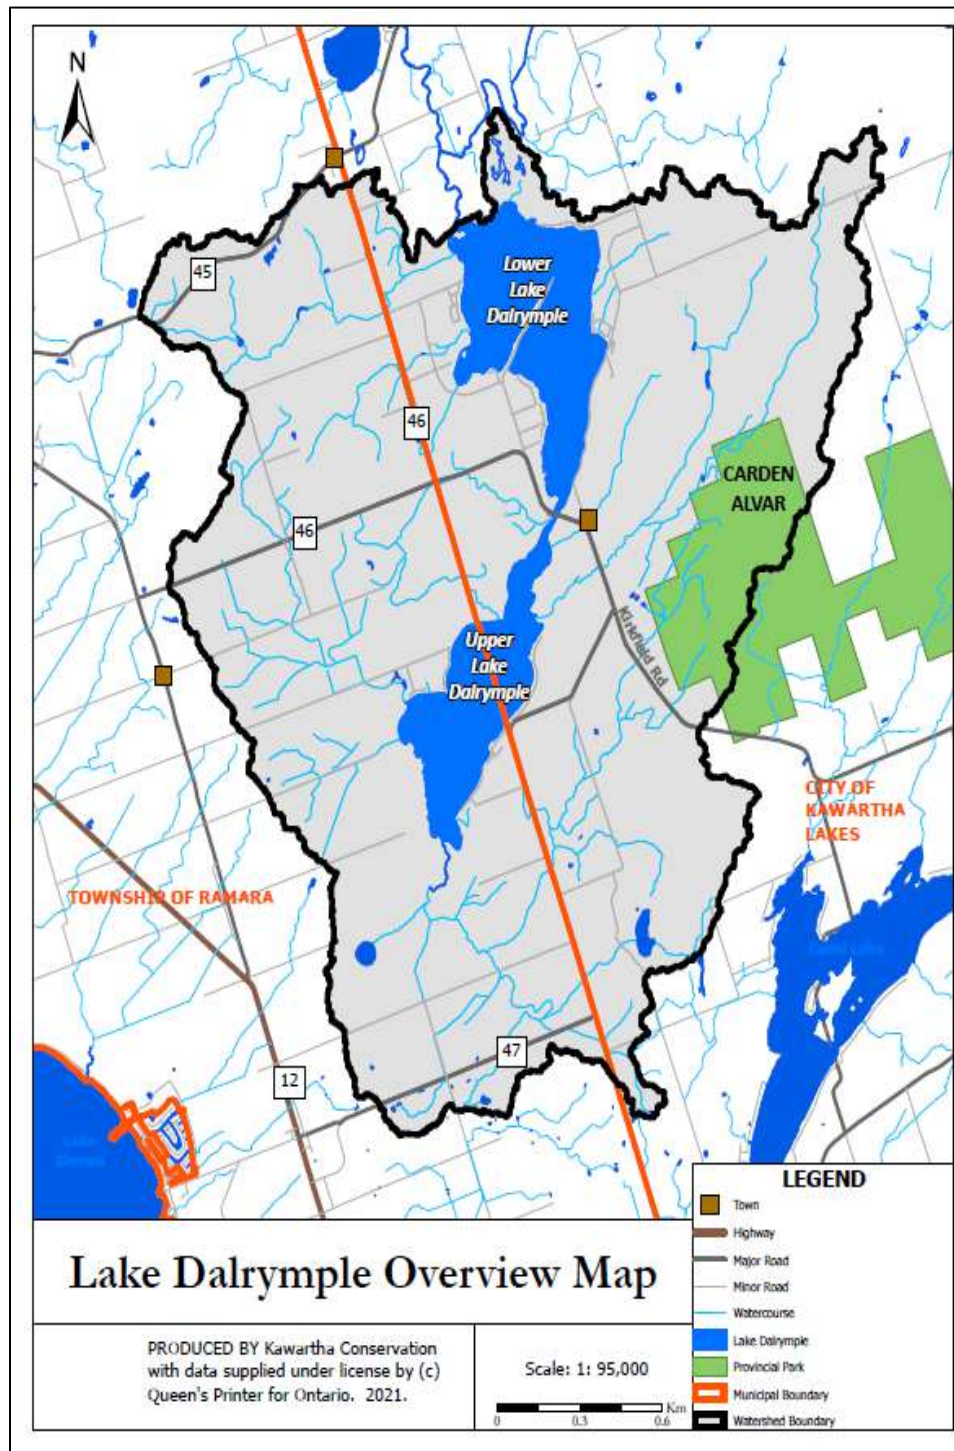 N
45
Lower
Lake
Dalrymple
46
CARDEN
ALVAR
46
Kirkfield Rd
Upper
Lake
Dalrymple
CITY OF
KAWARTHA
LAKES
TOWNSHIP OF RAMARA
47
12
Lake
LEGEND
Town
Highway
Major Road
Minor Road
Watercourse
Lake Dalrymple
Provincial Park
Municipal Boundary
Watershed Boundary
Lake Dalrymple Overview Map
PRODUCED BY Kawartha Conservation
with data supplied under license by (c)
Queen's Printer for Ontario. 2021.
Scale: 1: 95,000
Km
0 0.3 0.6